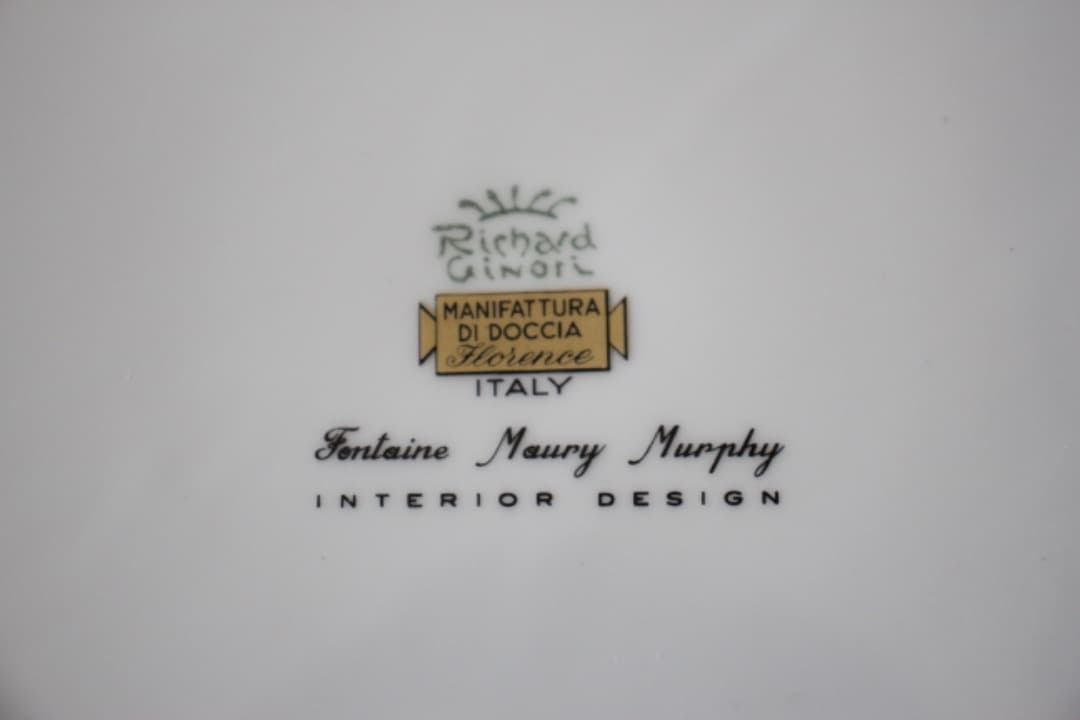 Richard
Ginori
MANIFATTURA
DI DOCCIA
Florence
ITALY
Fontaine Maury Murphy
INTERIOR DESIGN